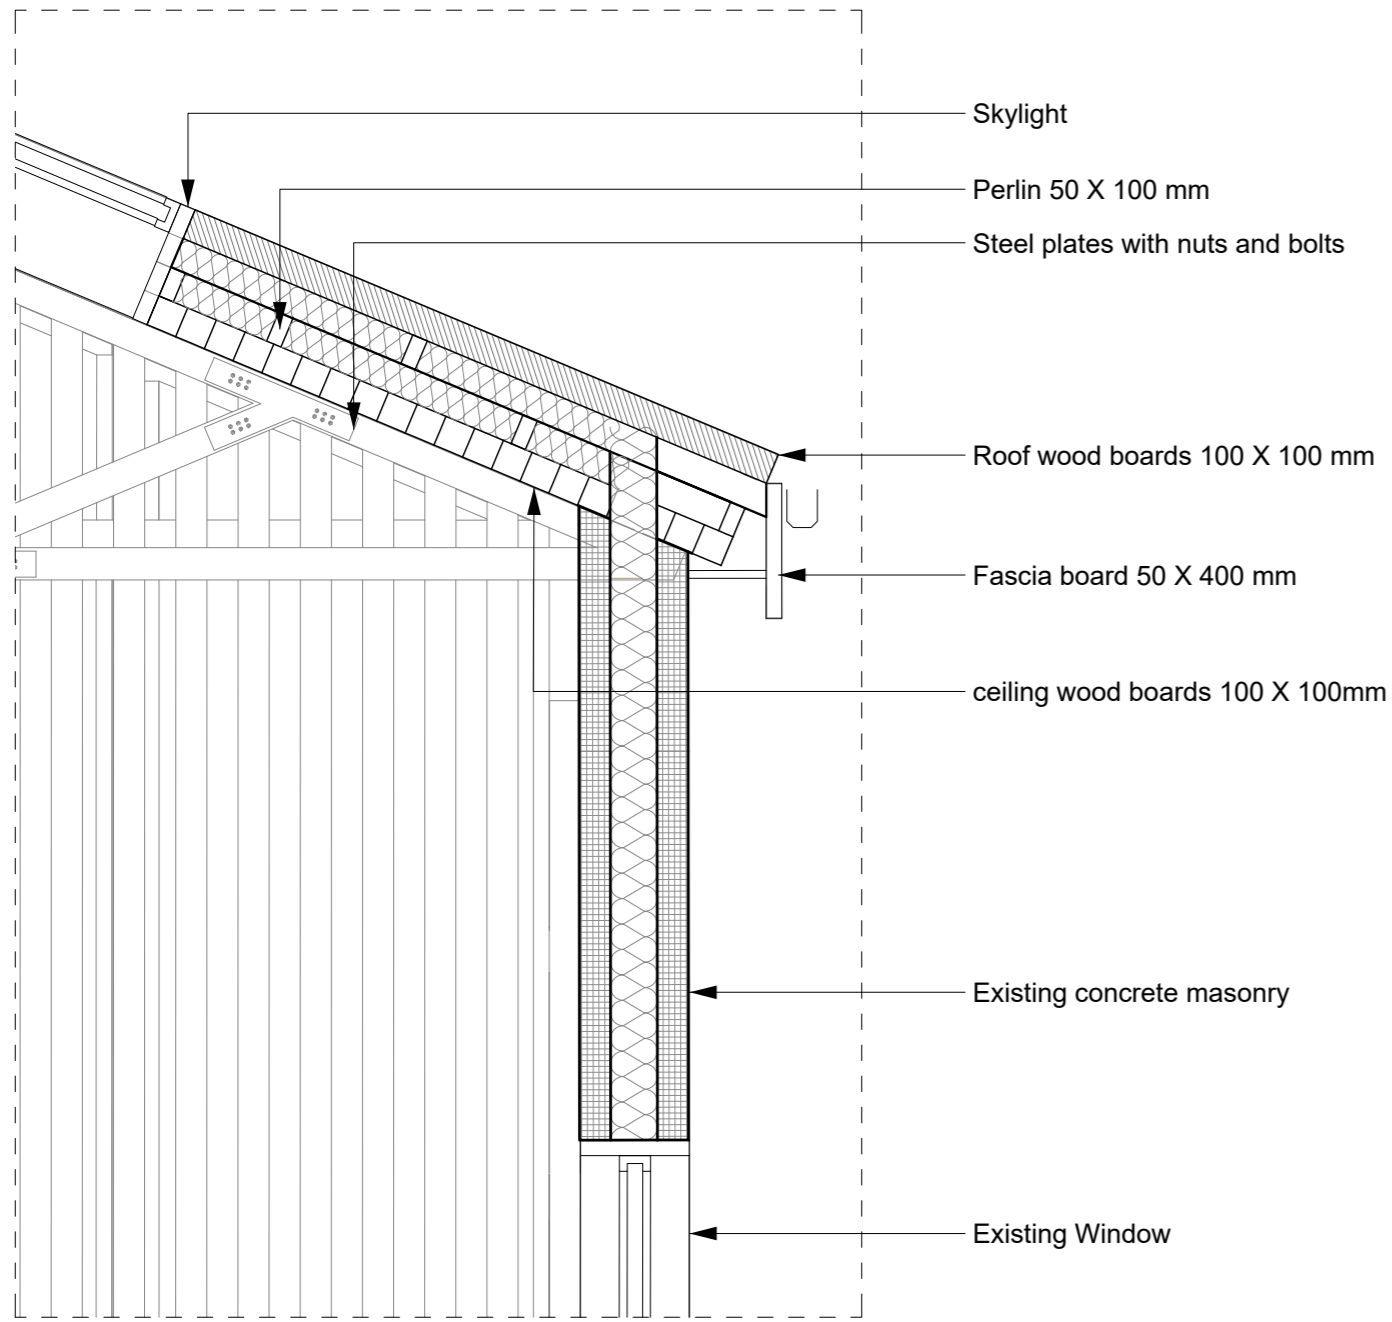 Skylight
Perlin 50 X 100 mm
Steel plates with nuts and bolts
Roof wood boards 100 X 100 mm
Fascia board 50 X 400 mm
ceiling wood boards 100 X 100mm
Existing concrete masonry
Existing Window